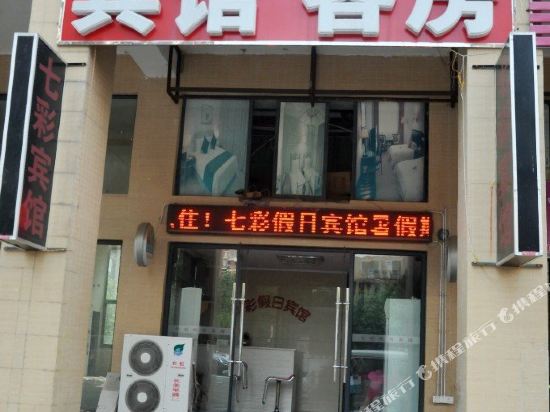 宾馆 客房
七彩宾馆
住！七彩假日宾馆暑假
彩假日宾馆
携程旅行
携程旅行